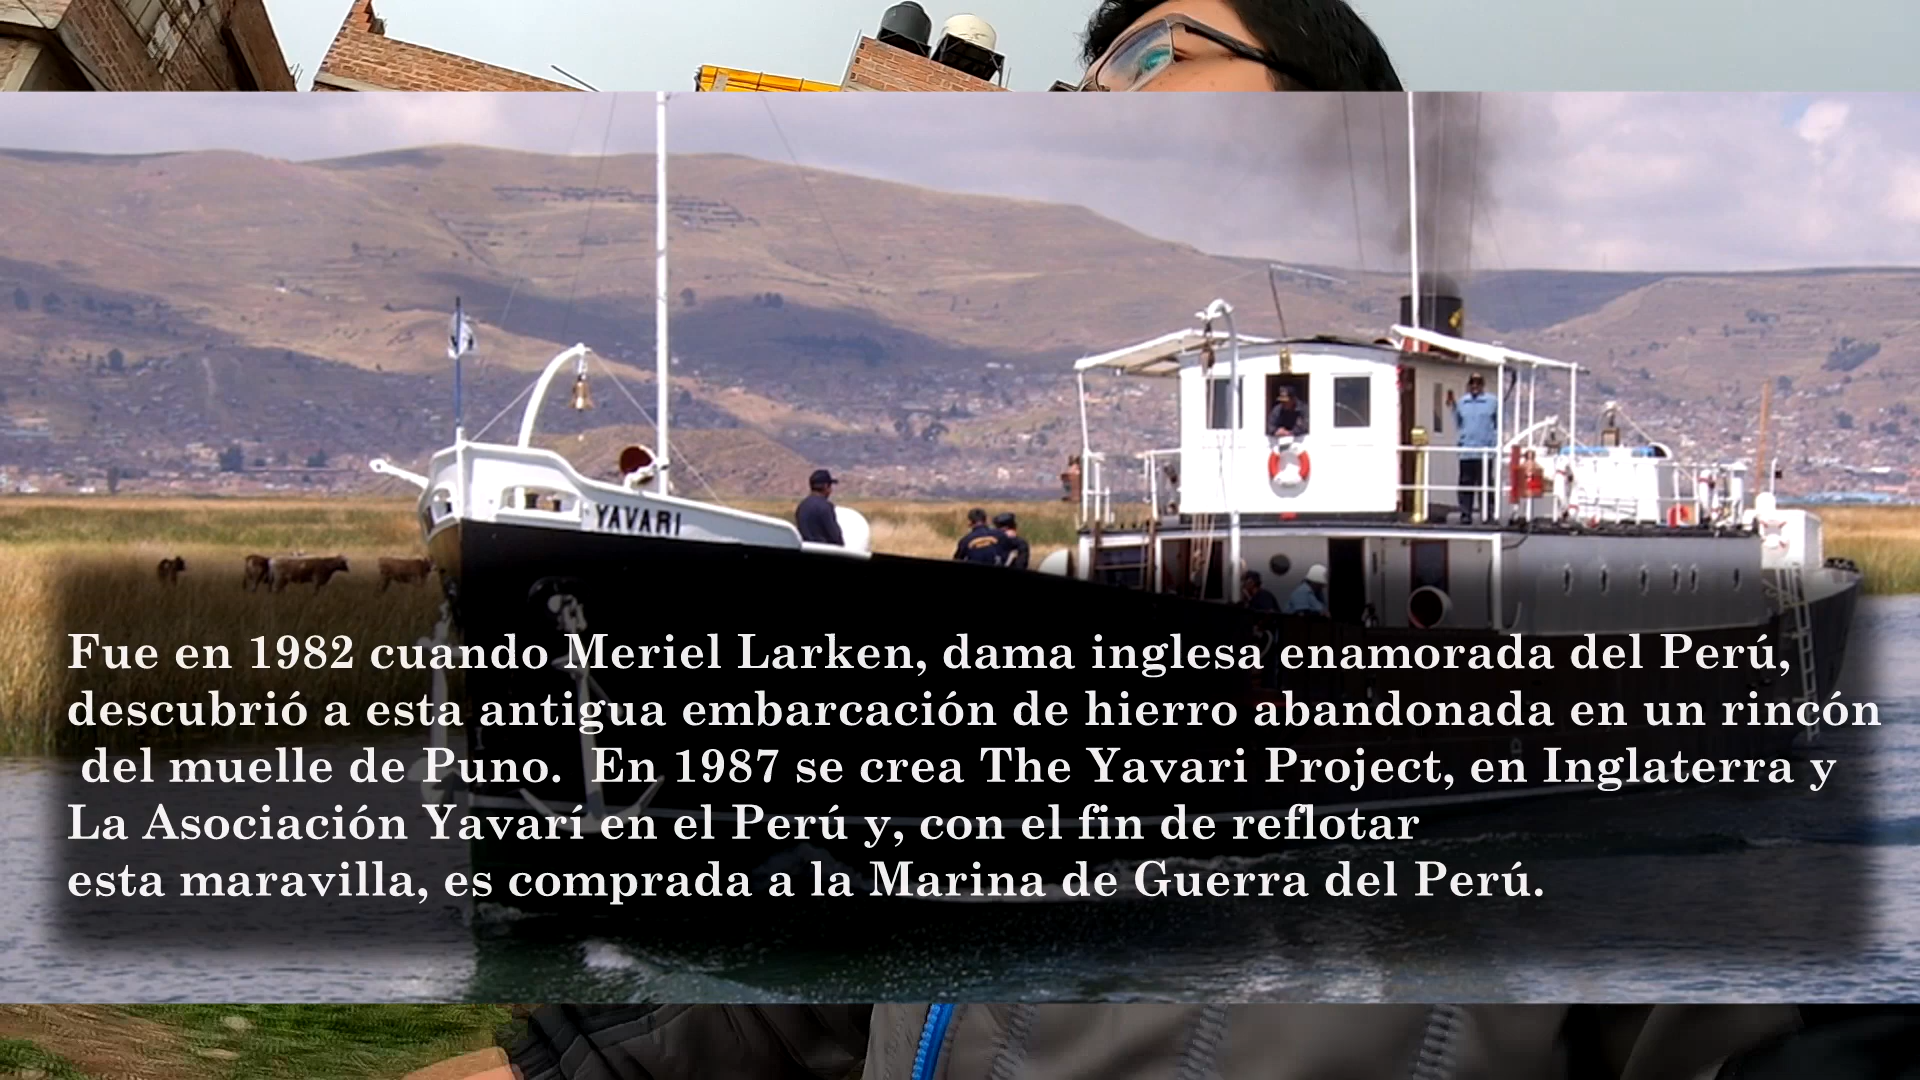 YAVARI
Fue en 1982 cuando Meriel Larken, dama inglesa enamorada del Perú,
descubrió a esta antigua embarcación de hierro abandonada en un rincón
del muelle de Puno. En 1987 se crea The Yavari Project, en Inglaterra y
La Asociación Yavarí en el Perú y, con el fin de reflotar
esta maravilla, es comprada a la Marina de Guerra del Perú.